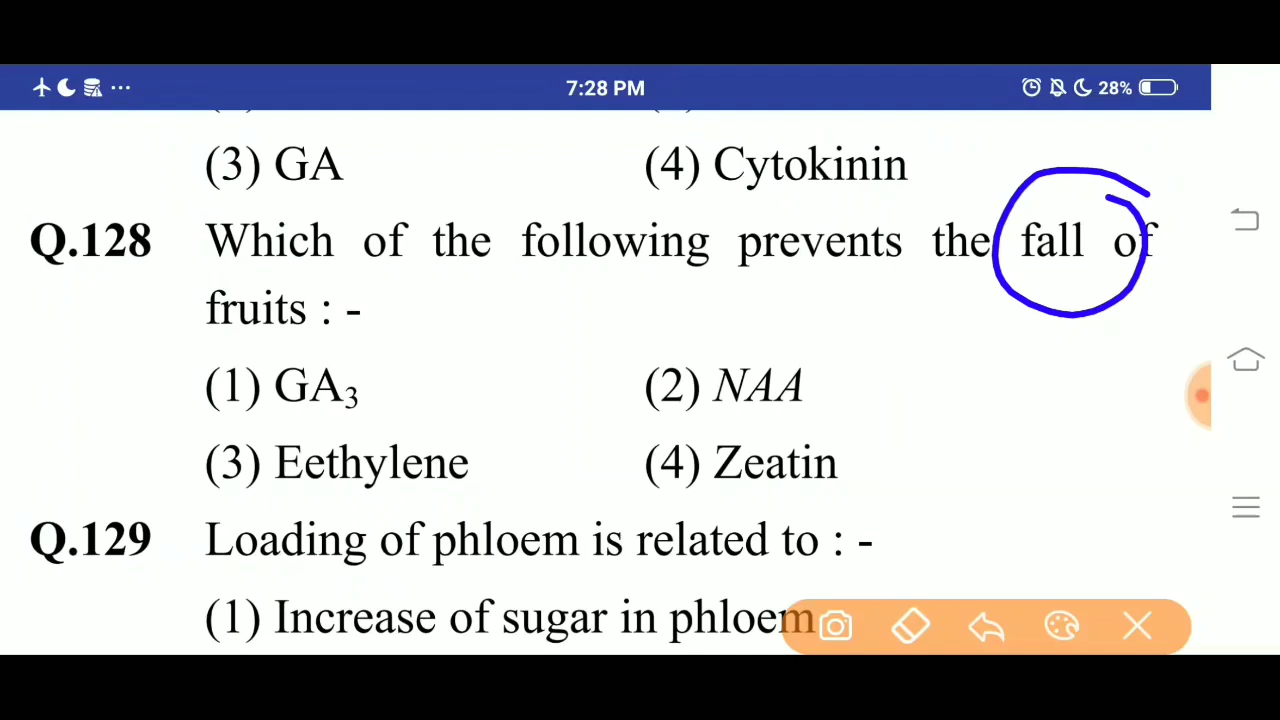 7:28 PM
28%
(3) GA (4) Cytokinin
Q.128 Which of the following prevents the fall of
fruits : -
(1) GA₃ (2) NAA
(3) Eethylene (4) Zeatin
Q.129 Loading of phloem is related to : -
(1) Increase of sugar in phloem